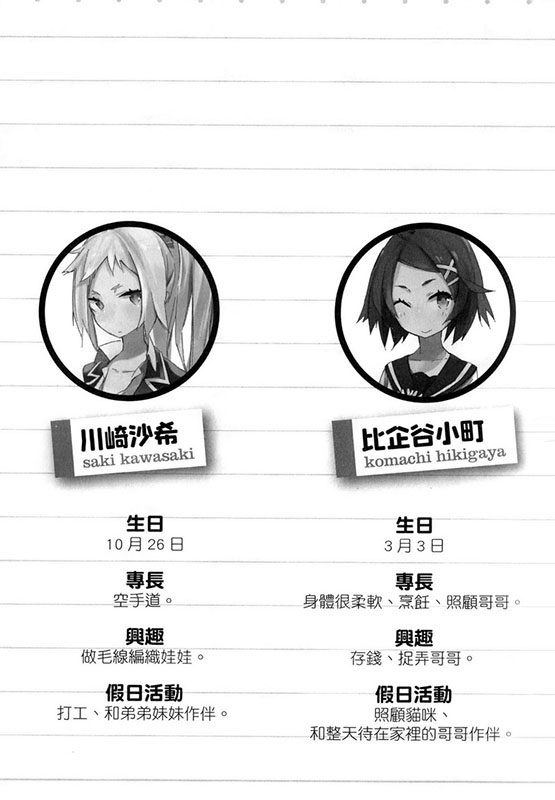 川崎沙希
saki kawasaki
生日
10月26日
專長
空手道。
興趣
做毛線編織娃娃。
假日活動
打工、和弟弟妹妹作伴。
比企谷小町
komachi hikigaya
生日
3月3日
專長
身體很柔軟、烹飪、照顧哥哥。
興趣
存錢、捉弄哥哥。
假日活動
照顧貓咪、
和整天待在家裡的哥哥作伴。